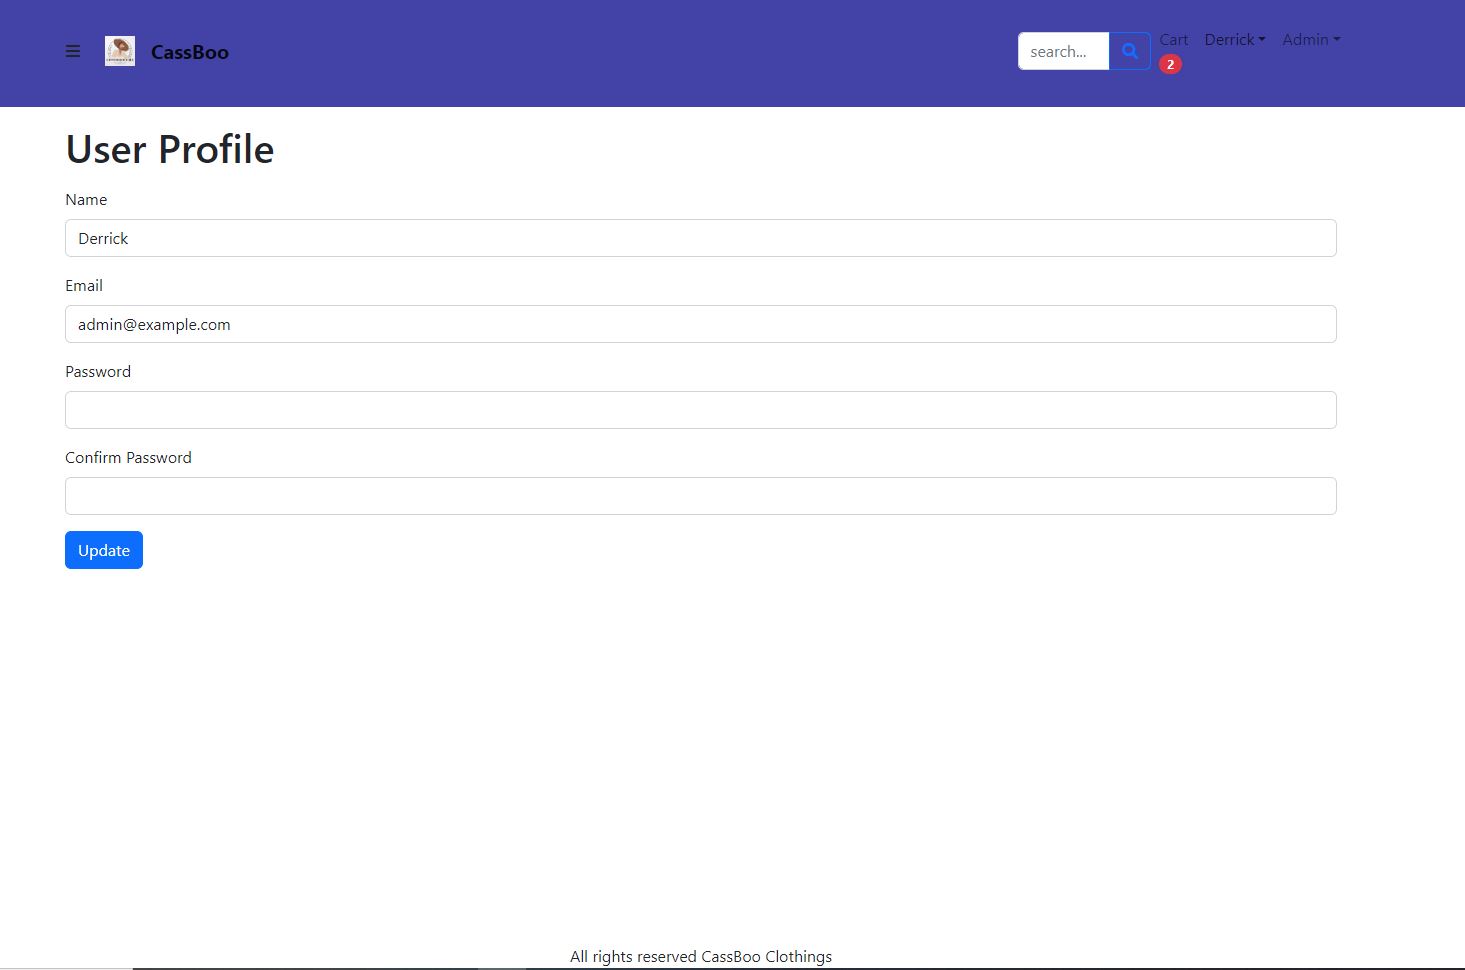 CassBoo
search...
Cart
2
Derrick
Admin
User Profile
Name
Derrick
Email
admin@example.com
Password
Confirm Password
Update
All rights reserved CassBoo Clothings